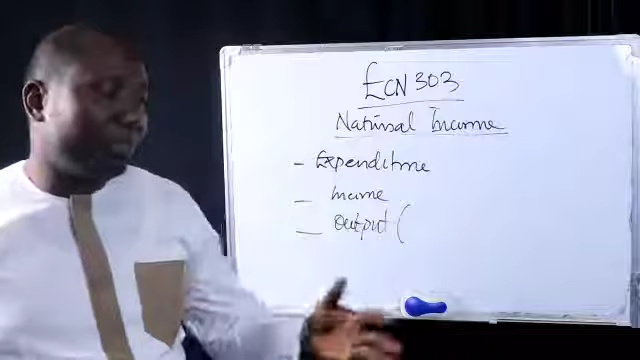 ECN 303
National Income
- Expenditure
- Income
- Output (